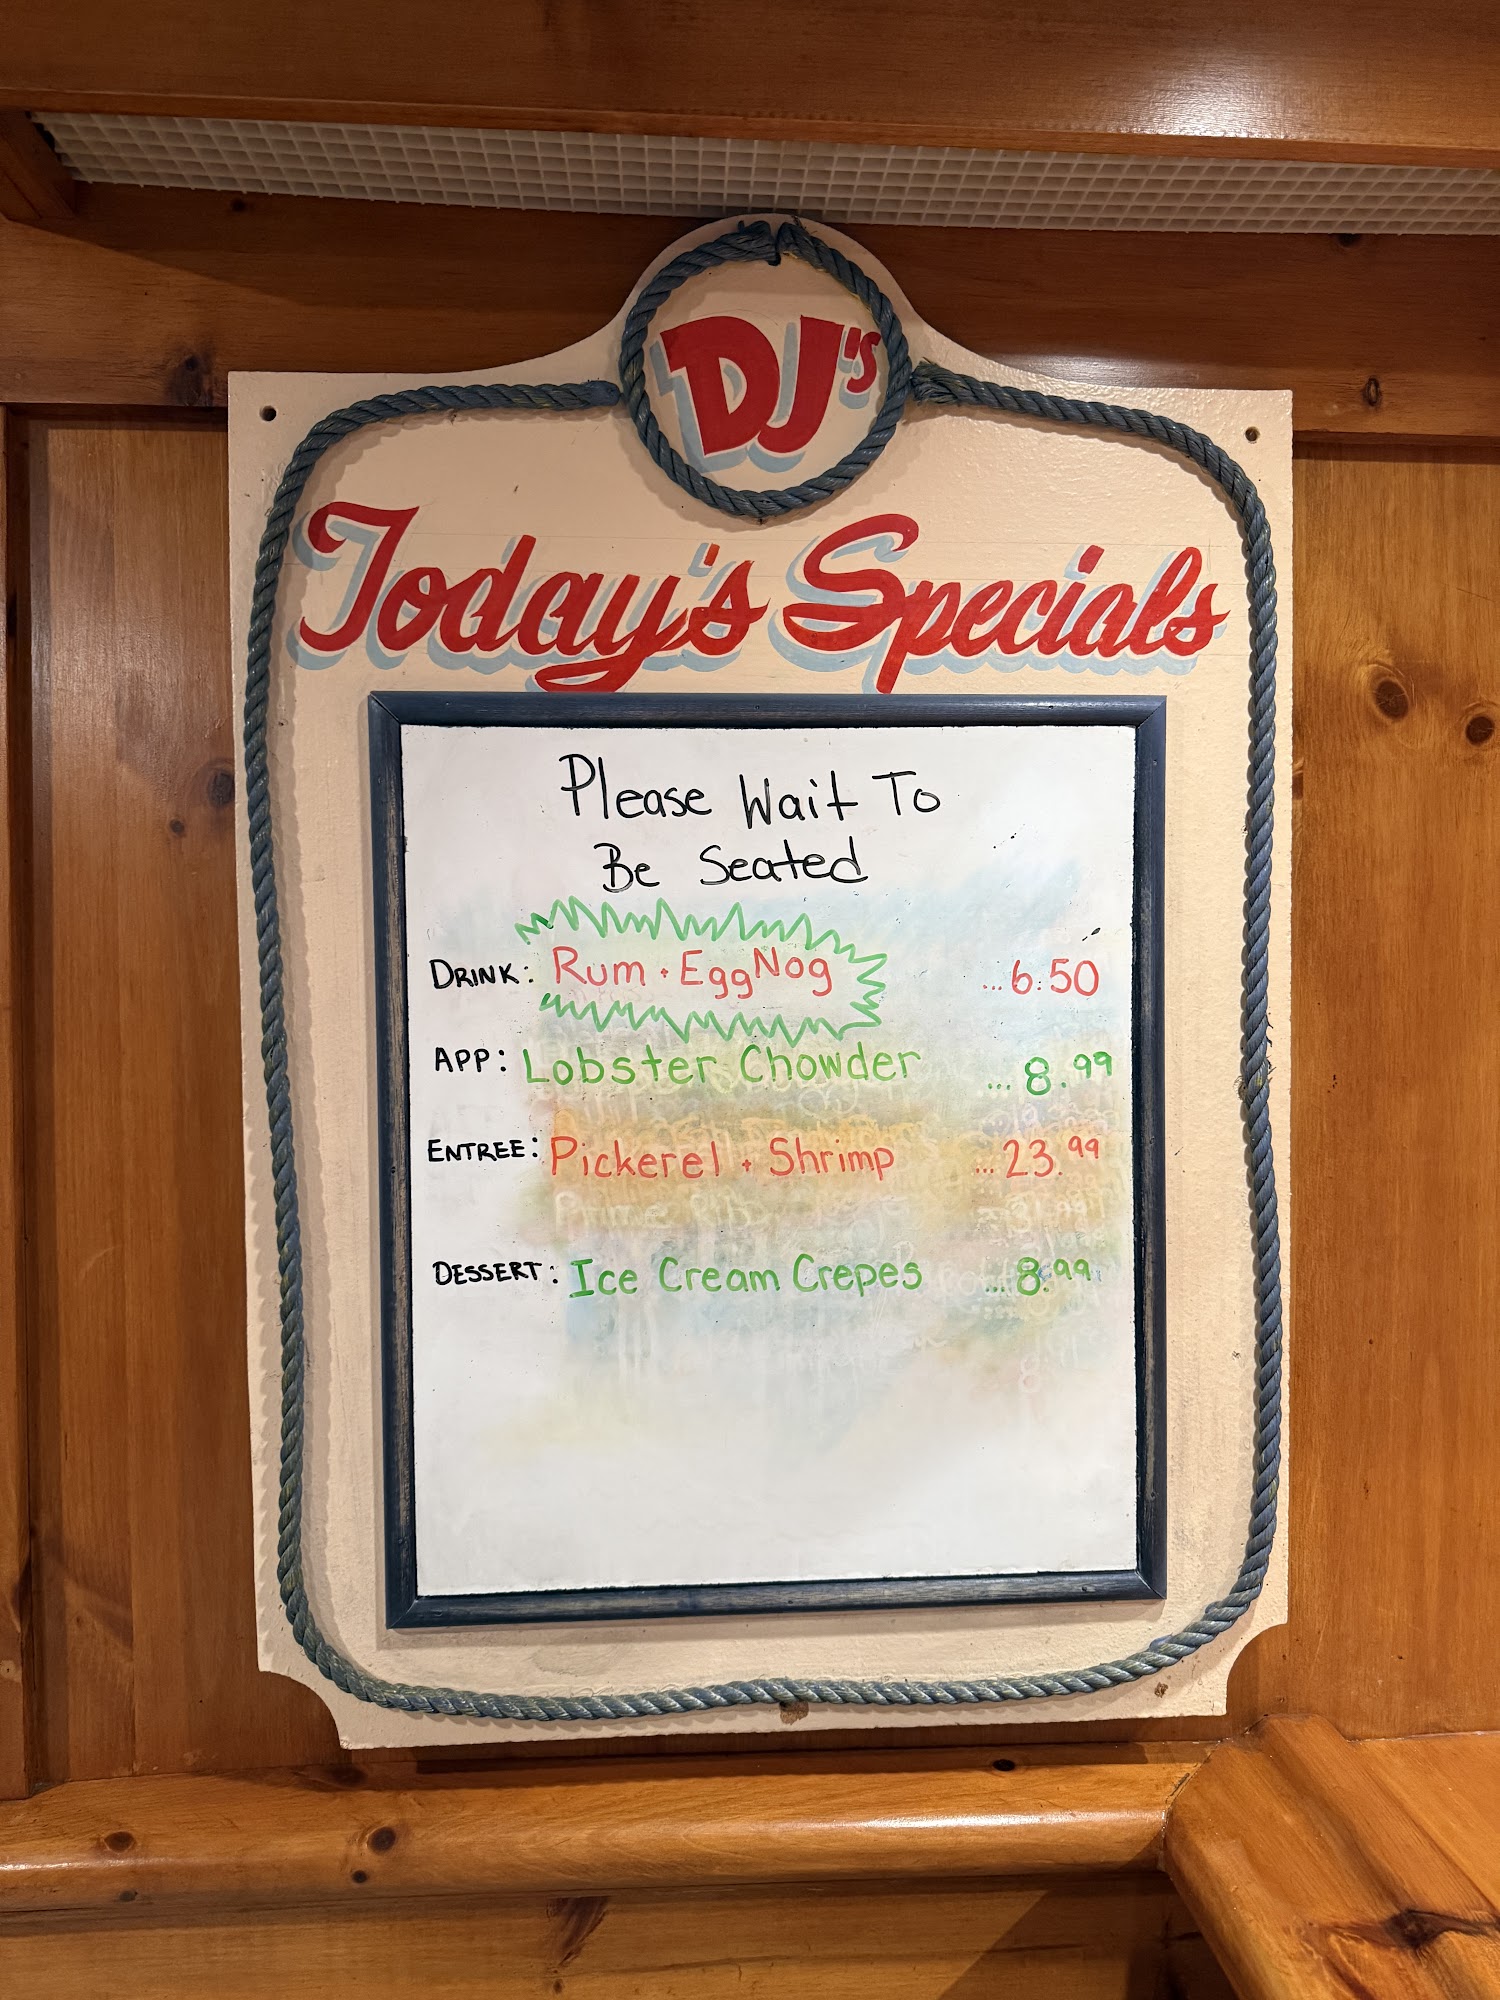 DJ's
Today's Specials
Please Wait To
Be Seated
DRINK: Rum + EggNog ...6.50
APP: Lobster Chowder ...8.99
ENTREE: Pickerel + Shrimp ...23.99
DESSERT: Ice Cream Crepes ...8.99